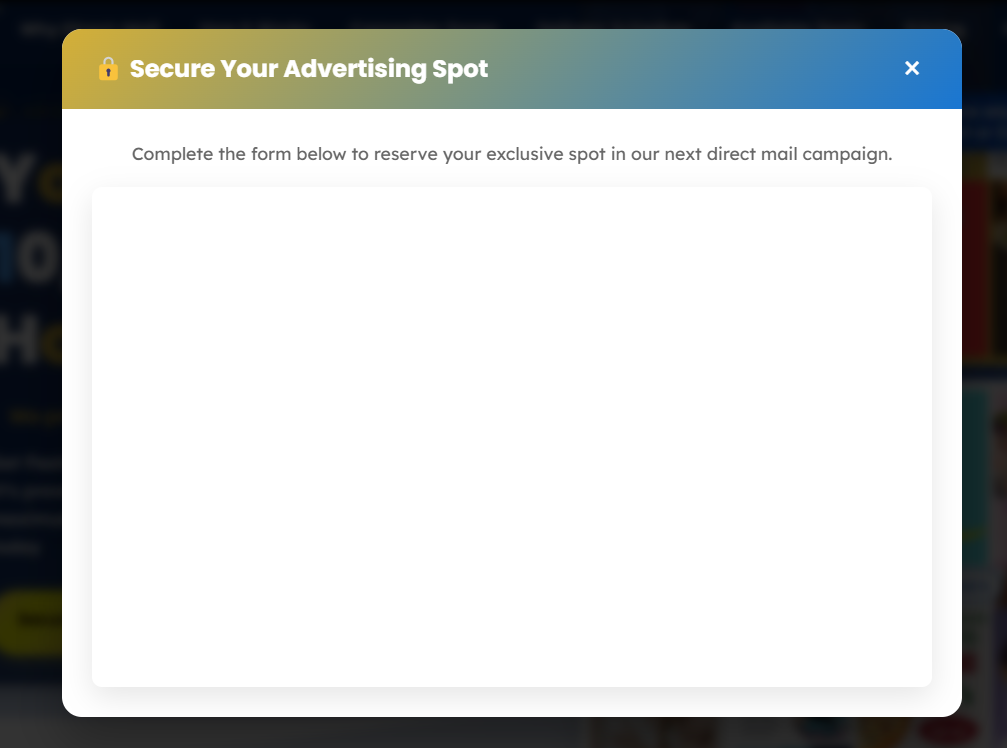 🔒 Secure Your Advertising Spot ×
Complete the form below to reserve your exclusive spot in our next direct mail campaign.